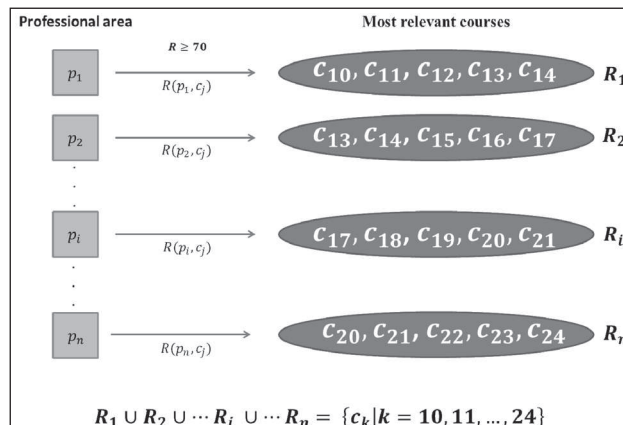 Professional area Most relevant courses
R ≥ 70
p₁ R(p₁,cⱼ) c₁₀, c₁₁, c₁₂, c₁₃, c₁₄ R₁
p₂ R(p₂,cⱼ) c₁₃, c₁₄, c₁₅, c₁₆, c₁₇ R₂
pᵢ R(pᵢ,cⱼ) c₁₇, c₁₈, c₁₉, c₂₀, c₂₁ Rᵢ
pₙ R(pₙ,cⱼ) c₂₀, c₂₁, c₂₂, c₂₃, c₂₄ Rₙ
R₁ ∪ R₂ ∪ ⋯ Rᵢ ∪ ⋯ Rₙ = {cₖ|k = 10, 11, ..., 24}